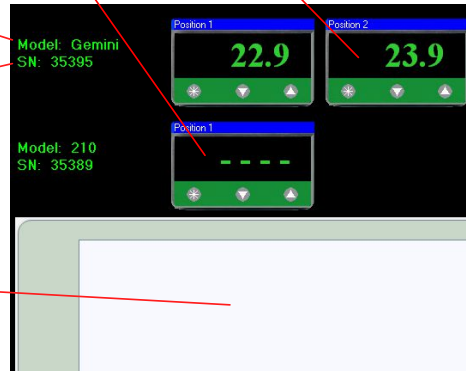 Position 1
Position 2
Model: Gemini
SN: 35395
22.9
23.9
Position 1
Model: 210
SN: 35389
- - - -